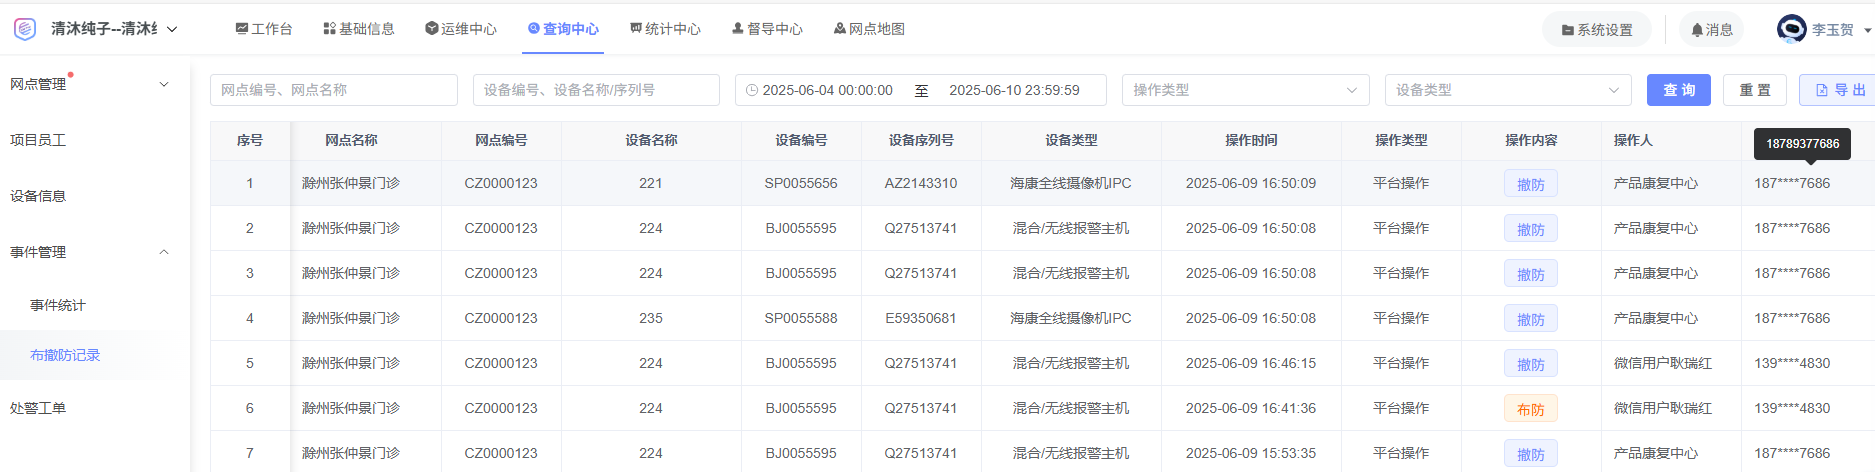 清沐纯子--清沐纟
工作台 基础信息 运维中心 查询中心 统计中心 督导中心 网点地图 系统设置 消息 李玉贺
网点管理
项目员工
设备信息
事件管理
事件统计
布撤防记录
处警工单
网点编号、网点名称 设备编号、设备名称/序列号 2025-06-04 00:00:00 至 2025-06-10 23:59:59 操作类型 设备类型 查 询 重 置 导 出
序号 网点名称 网点编号 设备名称 设备编号 设备序列号 设备类型 操作时间 操作类型 操作内容 操作人
18789377686
1 滁州张仲景门诊 CZ0000123 221 SP0055656 AZ2143310 海康全线摄像机IPC 2025-06-09 16:50:09 平台操作 撤防 产品康复中心 187****7686
2 滁州张仲景门诊 CZ0000123 224 BJ0055595 Q27513741 混合/无线报警主机 2025-06-09 16:50:08 平台操作 撤防 产品康复中心 187****7686
3 滁州张仲景门诊 CZ0000123 224 BJ0055595 Q27513741 混合/无线报警主机 2025-06-09 16:50:08 平台操作 撤防 产品康复中心 187****7686
4 滁州张仲景门诊 CZ0000123 235 SP0055588 E59350681 海康全线摄像机IPC 2025-06-09 16:50:08 平台操作 撤防 产品康复中心 187****7686
5 滁州张仲景门诊 CZ0000123 224 BJ0055595 Q27513741 混合/无线报警主机 2025-06-09 16:46:15 平台操作 撤防 微信用户耿瑞红 139****4830
6 滁州张仲景门诊 CZ0000123 224 BJ0055595 Q27513741 混合/无线报警主机 2025-06-09 16:41:36 平台操作 布防 微信用户耿瑞红 139****4830
7 滁州张仲景门诊 CZ0000123 224 BJ0055595 Q27513741 混合/无线报警主机 2025-06-09 15:53:35 平台操作 撤防 产品康复中心 187****7686